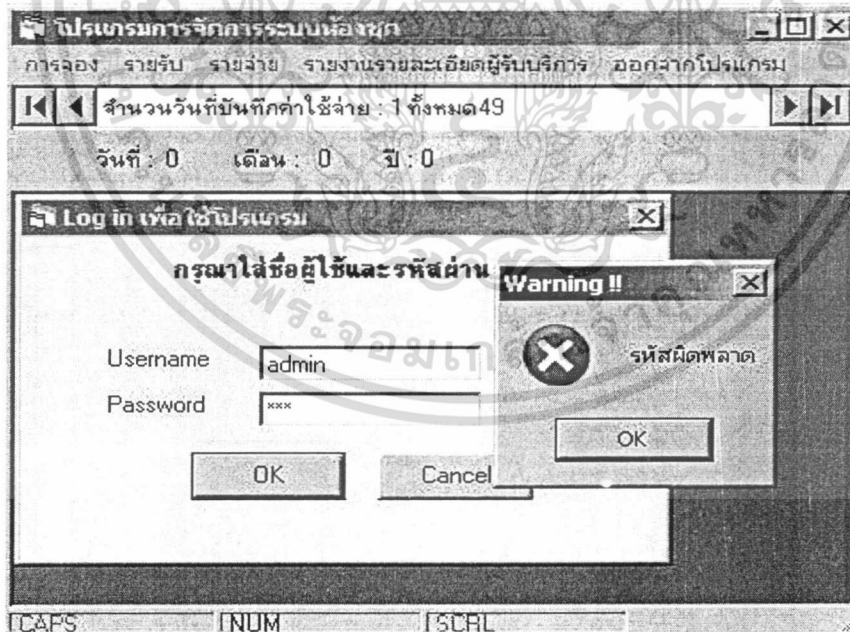 โปรแกรมการจัดการระบบห้องชุด
การจอง รายรับ รายจ่าย รายงานรายละเอียดผู้รับบริการ ออกจากโปรแกรม
จำนวนวันที่บันทึกค่าใช้จ่าย : 1 ทั้งหมด49
วันที่ : 0 เดือน : 0 ปี : 0
Log in เพื่อใช้โปรแกรม
กรุณาใส่ชื่อผู้ใช้และรหัสผ่าน
Warning !!
รหัสผิดพลาด
Username admin
Password ×××
OK
OK Cancel
CAPS NUM SCRL